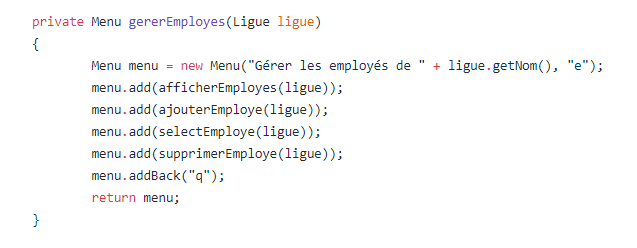 private Menu gererEmployes(Ligue ligue)
{
        Menu menu = new Menu("Gérer les employés de " + ligue.getNom(), "e");
        menu.add(afficherEmployes(ligue));
        menu.add(ajouterEmploye(ligue));
        menu.add(selectEmploye(ligue));
        menu.add(supprimerEmploye(ligue));
        menu.addBack("q");
        return menu;
}